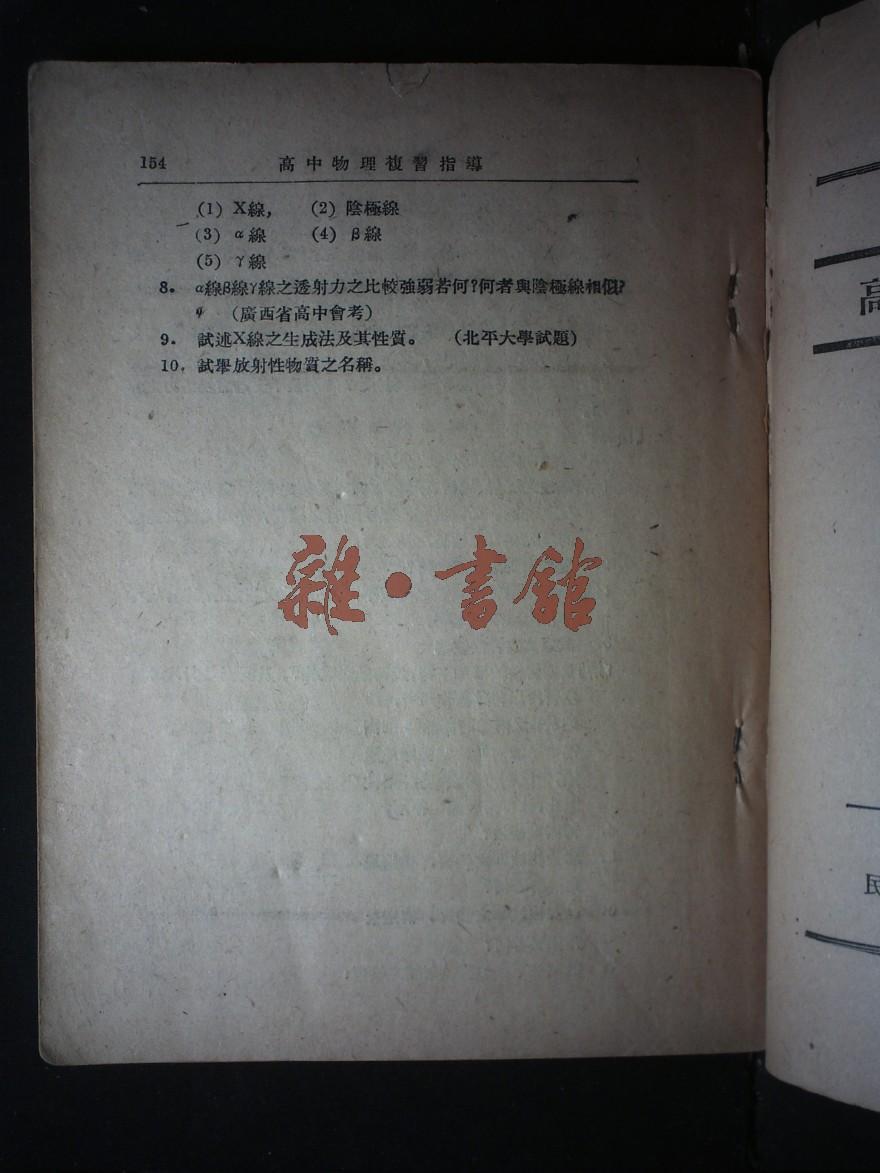 154 高中物理複習指導
(1) X線, (2) 陰極線
(3) α線 (4) β線
(5) γ線
8. α線β線γ線之透射力之比較強弱若何?何者與陰極線相似?
(廣西省高中會考)
9. 試述X線之生成法及其性質。 (北平大學試題)
10. 試舉放射性物質之名稱。
雜·書館
高
民